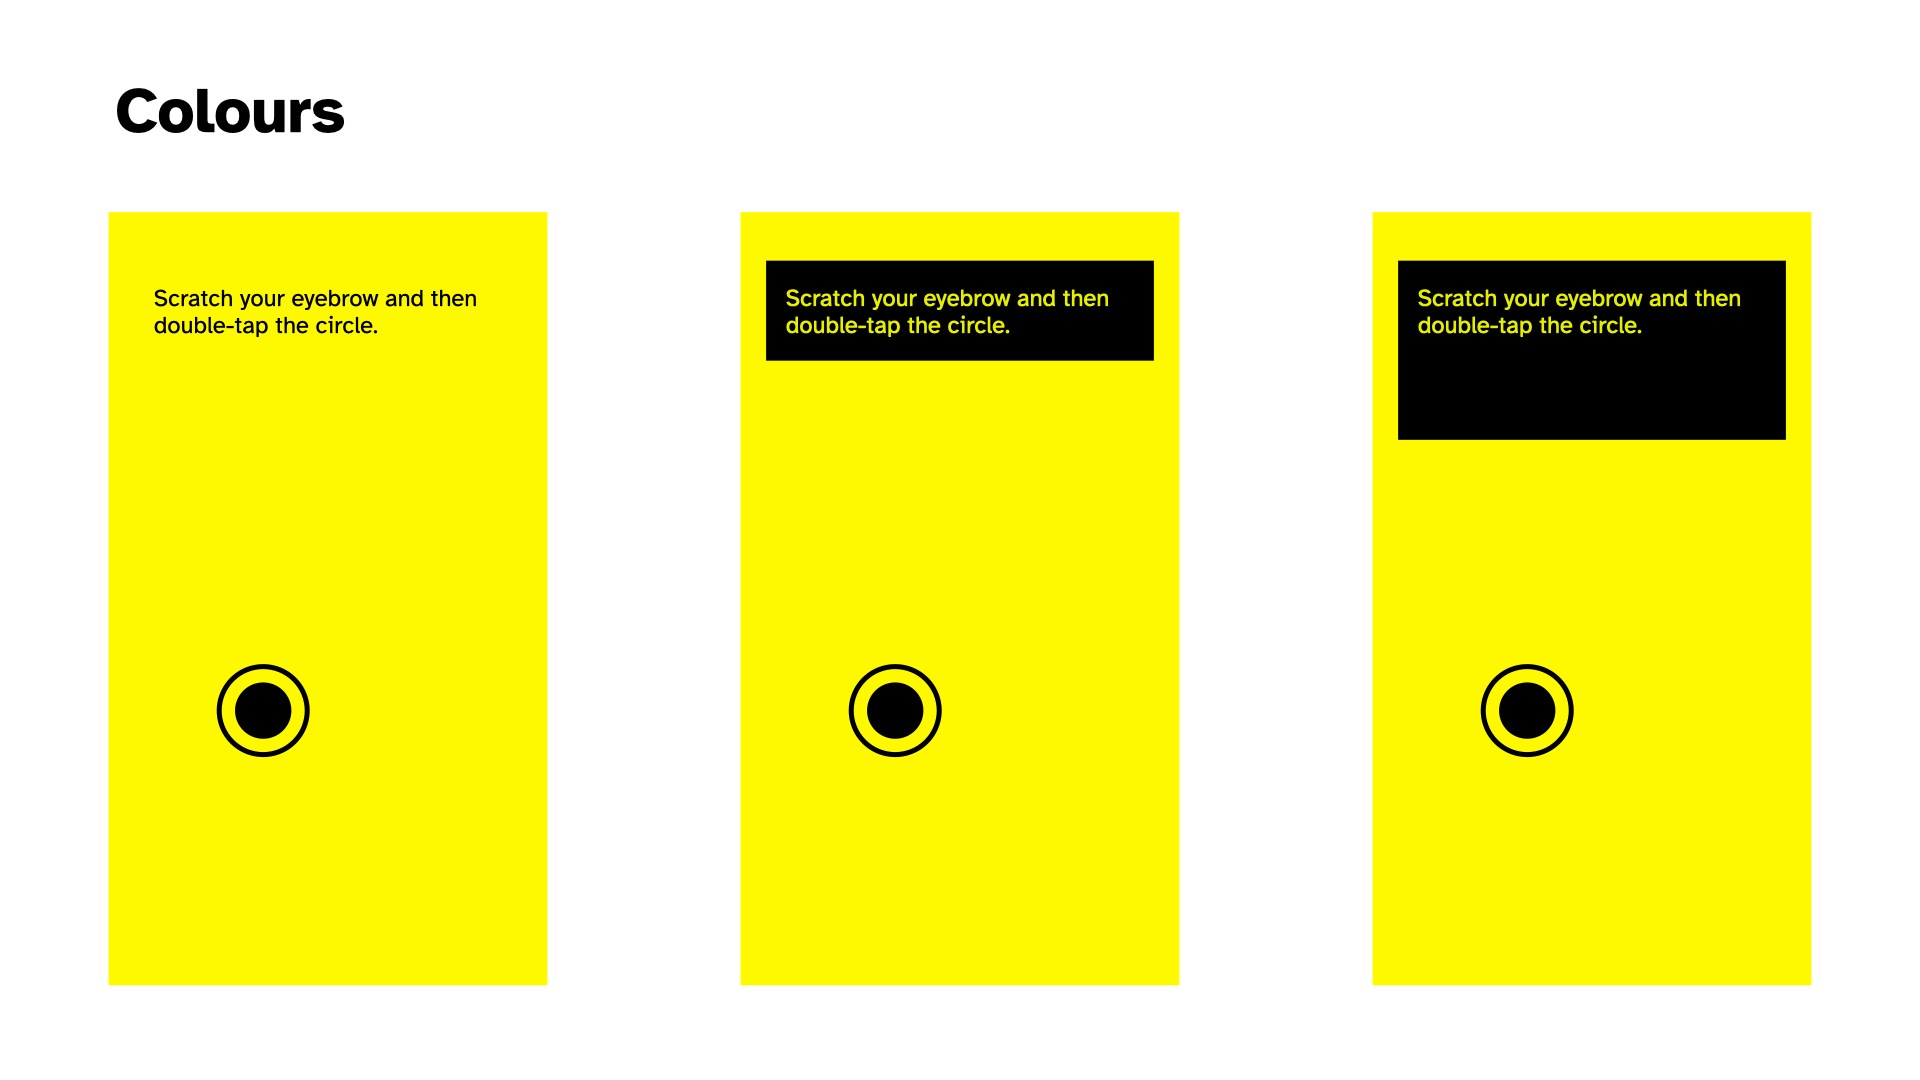 Colours
Scratch your eyebrow and then
double-tap the circle.
Scratch your eyebrow and then
double-tap the circle.
Scratch your eyebrow and then
double-tap the circle.